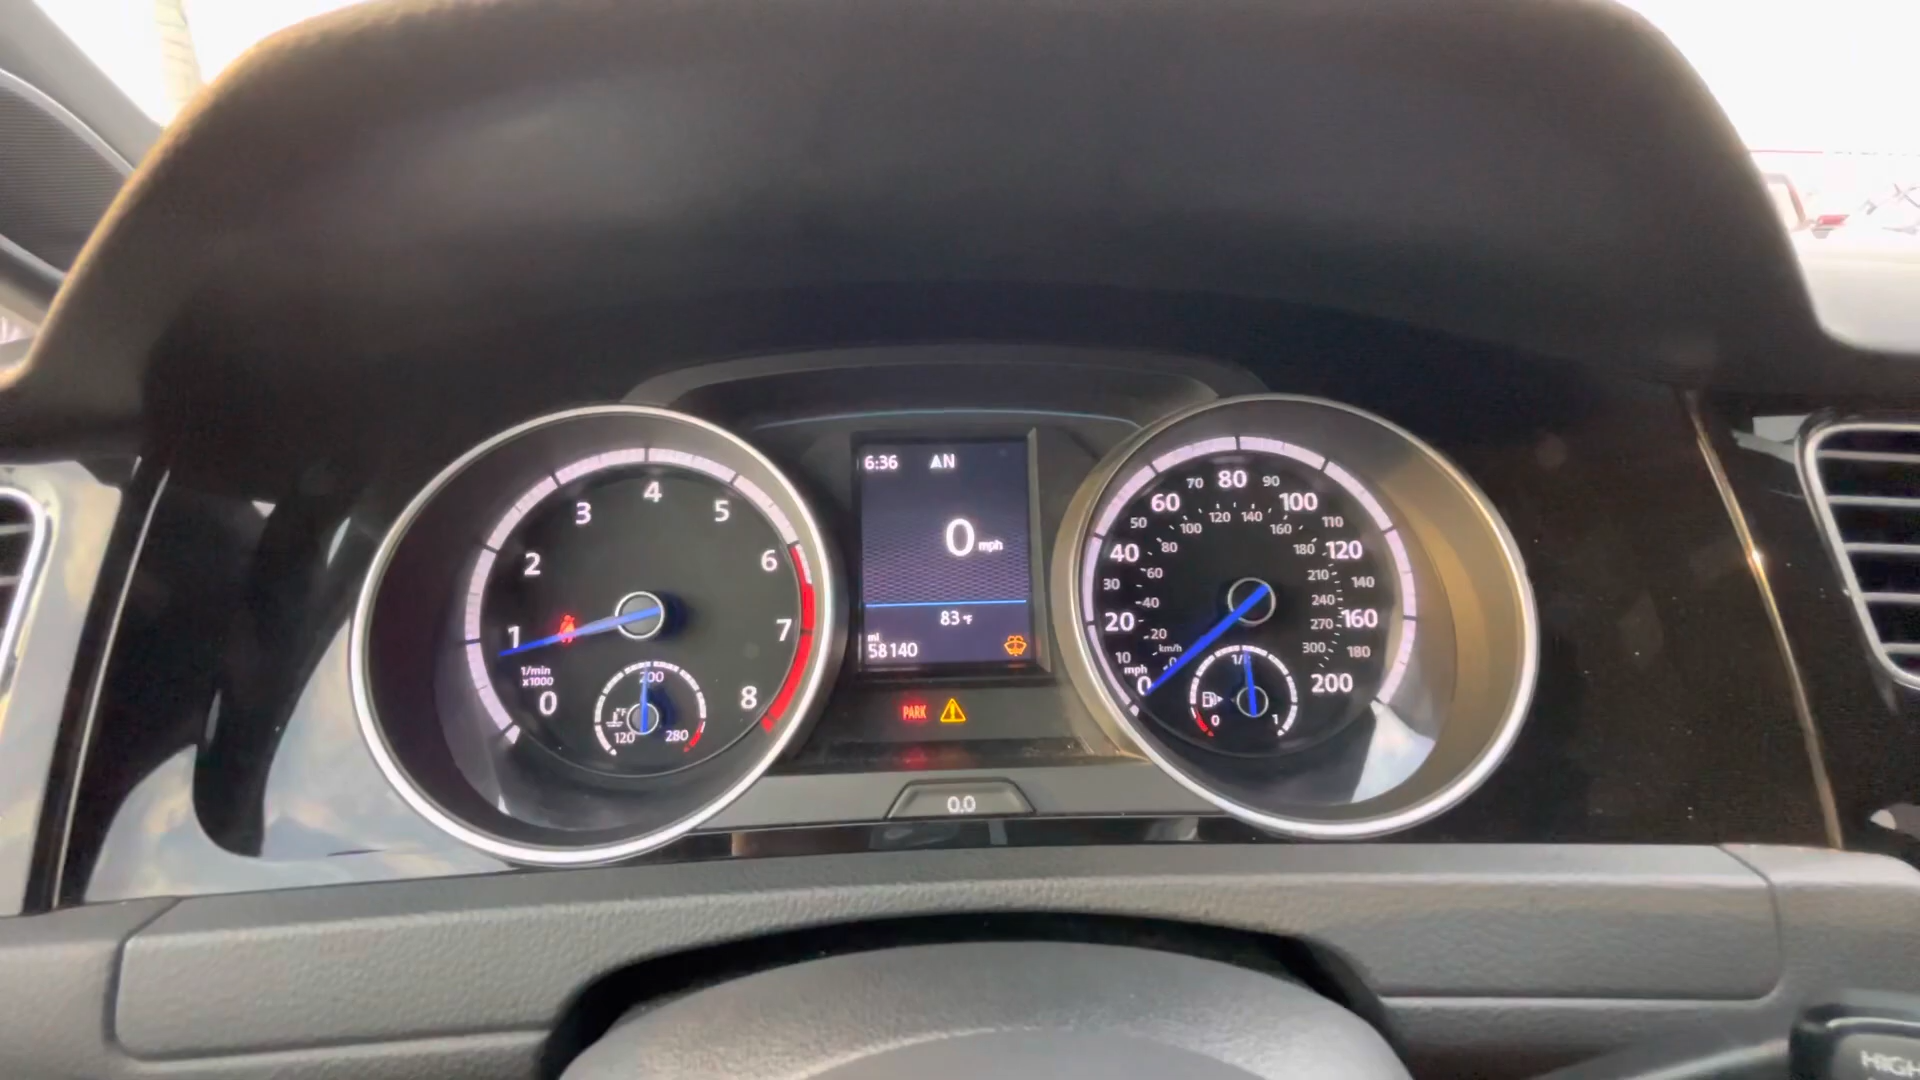 6:36 N
0 mph
83 °F
mi
58140
PARK
0.0
0 1 2 3 4 5 6 7 8
1/min
x1000
120 200 280
°F
0 10 20 30 40 50 60 70 80 90 100 110 120 140 160 180 200
mph
0 20 40 60 80 100 120 140 160 180 210 240 270 300
km/h
0 1/2 1
HIGH